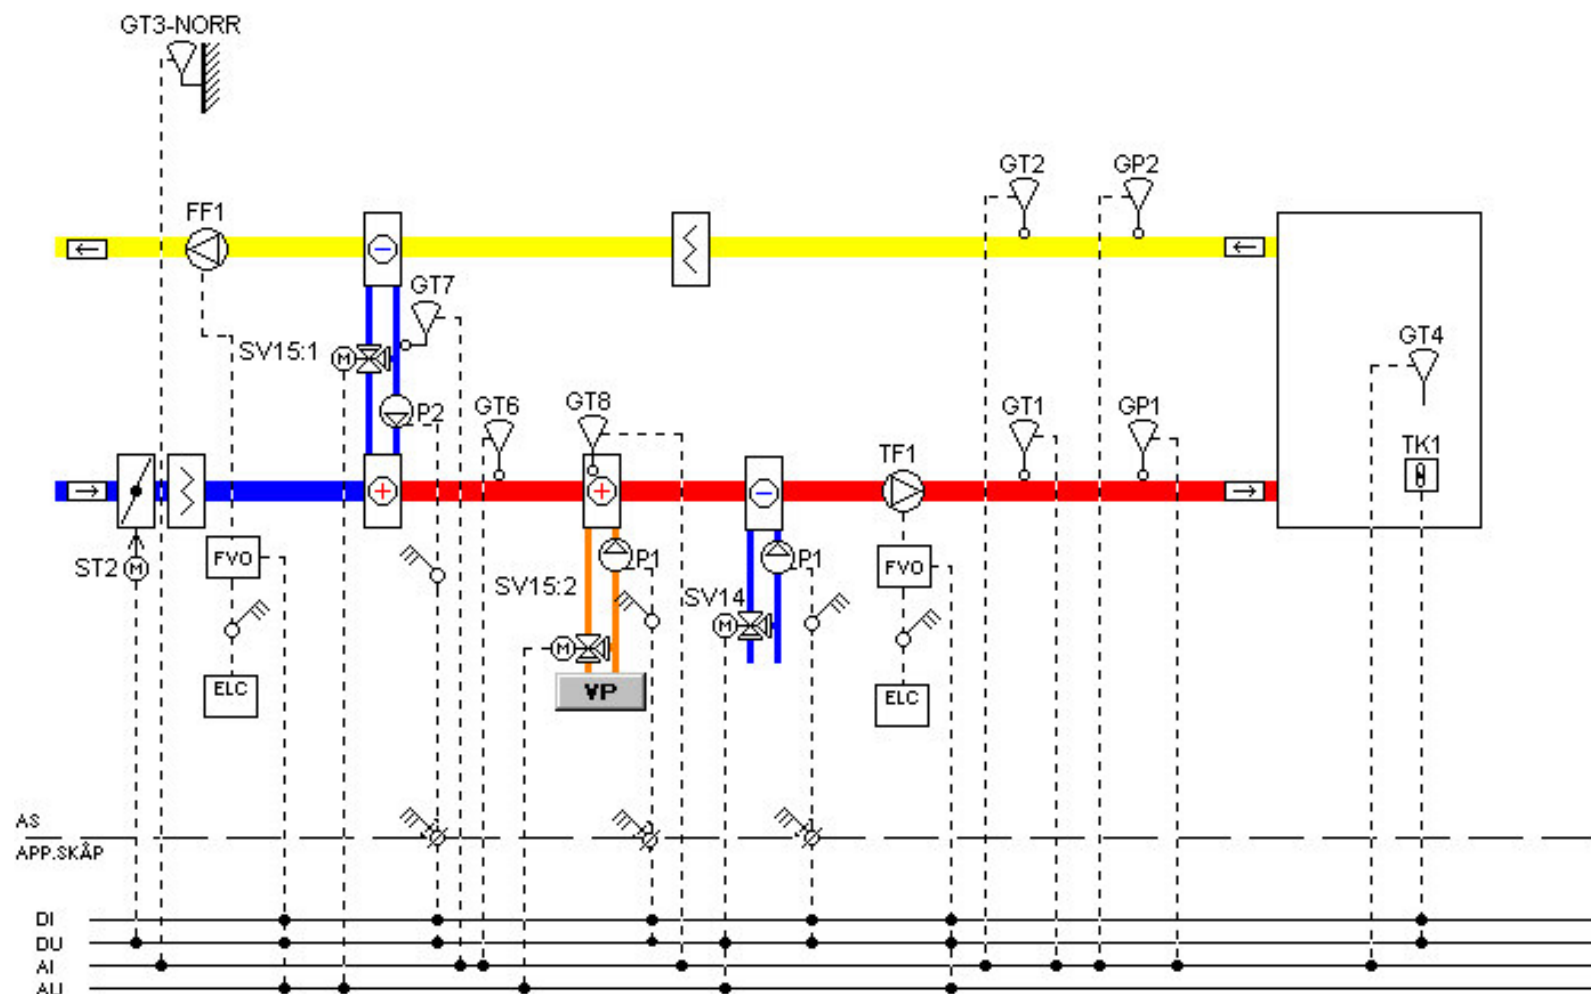 GT3-NORR
GT2
GP2
FF1
GT7
SV15:1
GT4
P2
GT6
GT8
GT1
GP1
TF1
TK1
ST2
FVO
P1
P1
FVO
SV15:2
SV14
M
M
M
M
ELC
VP
ELC
AS
APP.SKÅP
DI
DU
AI
AU